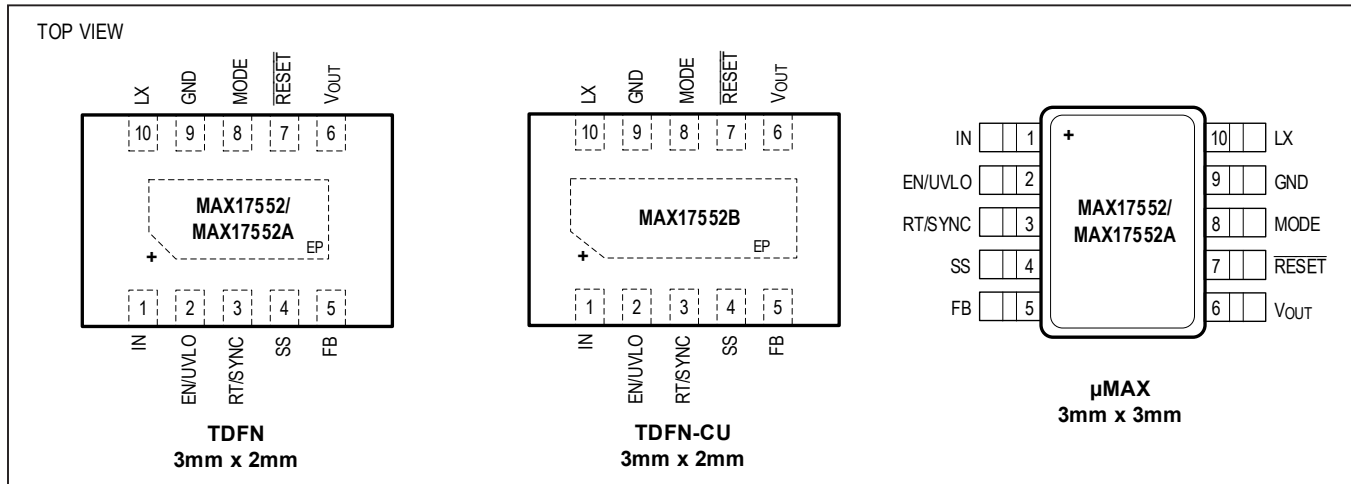 TOP VIEW
LX
GND
MODE
RESET
VOUT
10
9
8
7
6
MAX17552/
MAX17552A
EP
+
1
2
3
4
5
IN
EN/UVLO
RT/SYNC
SS
FB
TDFN
3mm x 2mm
LX
GND
MODE
RESET
VOUT
10
9
8
7
6
MAX17552B
EP
+
1
2
3
4
5
IN
EN/UVLO
RT/SYNC
SS
FB
TDFN-CU
3mm x 2mm
+
IN 1
EN/UVLO 2
RT/SYNC 3
SS 4
FB 5
MAX17552/
MAX17552A
10 LX
9 GND
8 MODE
7 RESET
6 VOUT
µMAX
3mm x 3mm